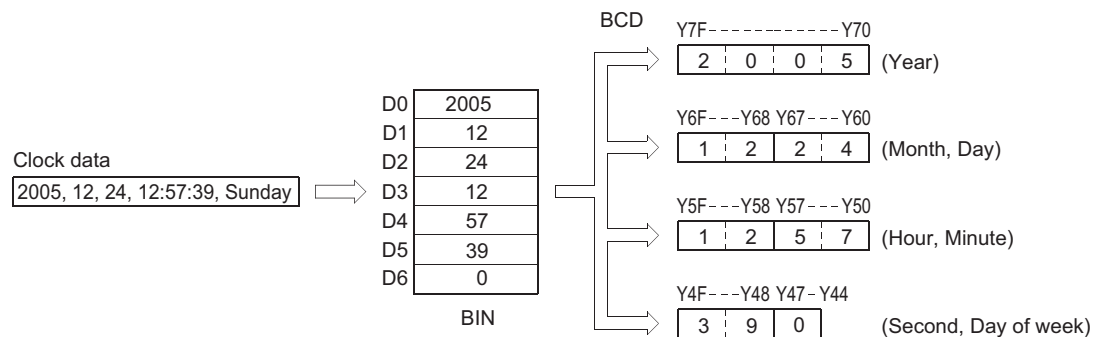 Clock data
2005, 12, 24, 12:57:39, Sunday
D0 2005
D1 12
D2 24
D3 12
D4 57
D5 39
D6 0
BIN
BCD
Y7F------------Y70
2 0 0 5 (Year)
Y6F---Y68 Y67---Y60
1 2 2 4 (Month, Day)
Y5F---Y58 Y57---Y50
1 2 5 7 (Hour, Minute)
Y4F---Y48 Y47-Y44
3 9 0 (Second, Day of week)